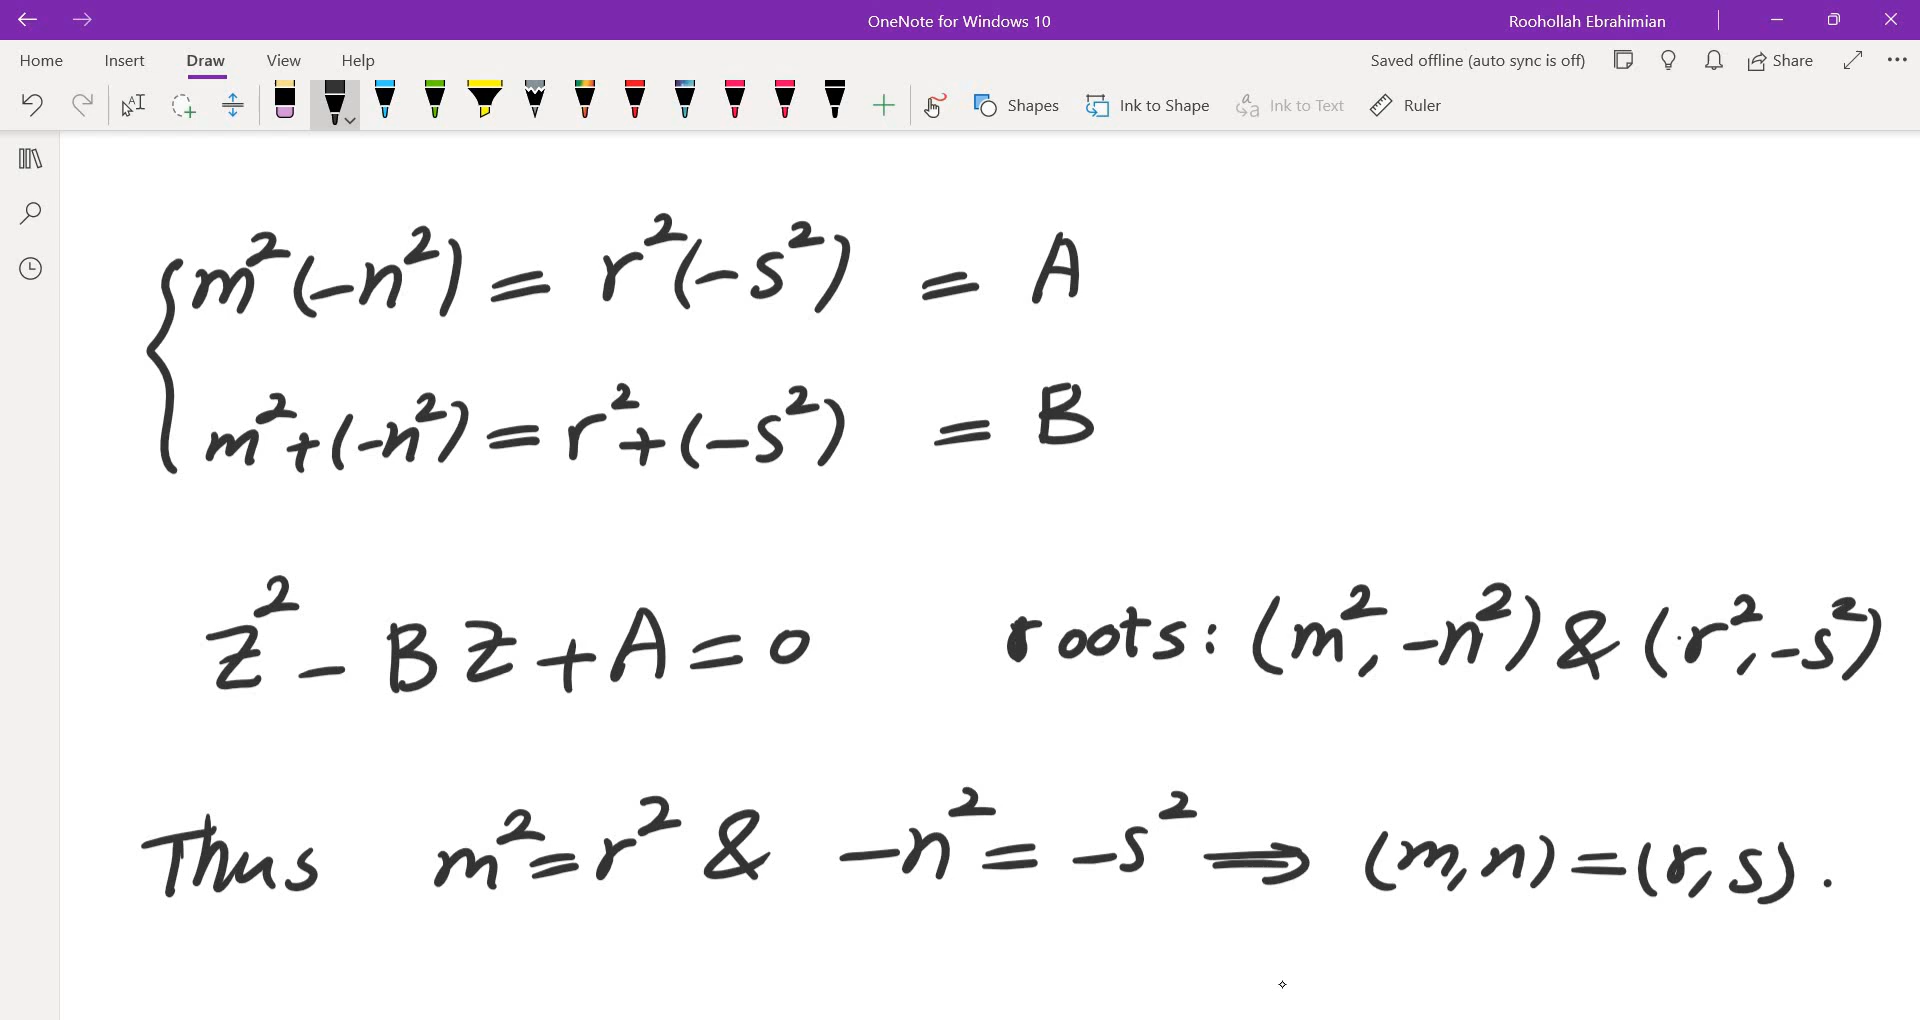 OneNote for Windows 10 Roohollah Ebrahimian
Home Insert Draw View Help Saved offline (auto sync is off) Share
Shapes Ink to Shape Ink to Text Ruler
m²(-n²) = r²(-s²) = A
m²+(-n²) = r²+(-s²) = B
z² - Bz + A = 0 roots: (m², -n²) & (r², -s²)
Thus m² = r² & -n² = -s² ⟹ (m, n) = (r, s).